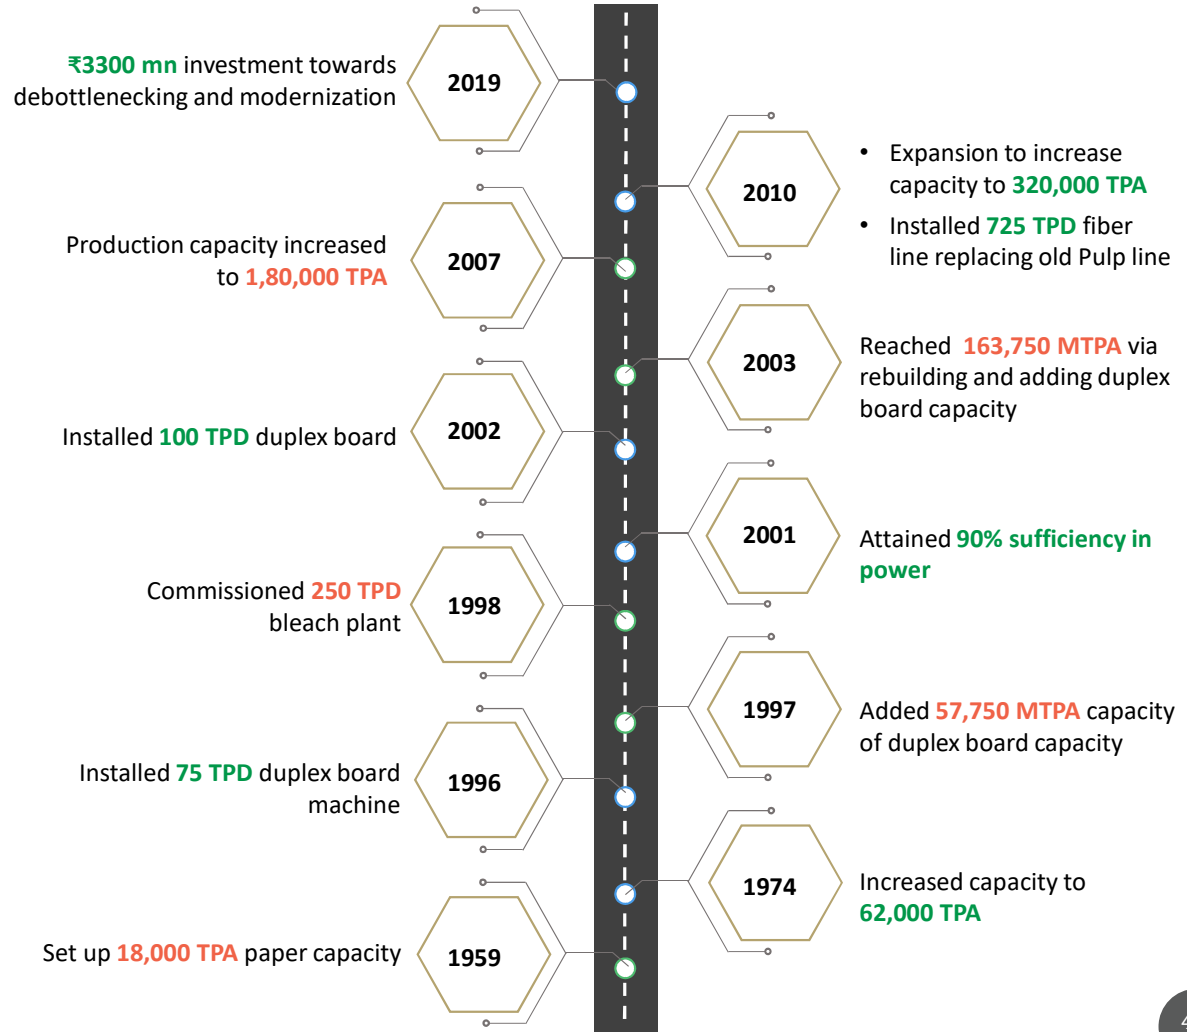 ₹3300 mn investment towards
debottlenecking and modernization
2019
2010
• Expansion to increase
capacity to 320,000 TPA
• Installed 725 TPD fiber
line replacing old Pulp line
Production capacity increased
to 1,80,000 TPA
2007
2003
Reached 163,750 MTPA via
rebuilding and adding duplex
board capacity
Installed 100 TPD duplex board
2002
2001
Attained 90% sufficiency in
power
Commissioned 250 TPD
bleach plant
1998
1997
Added 57,750 MTPA capacity
of duplex board capacity
Installed 75 TPD duplex board
machine
1996
1974
Increased capacity to
62,000 TPA
Set up 18,000 TPA paper capacity
1959